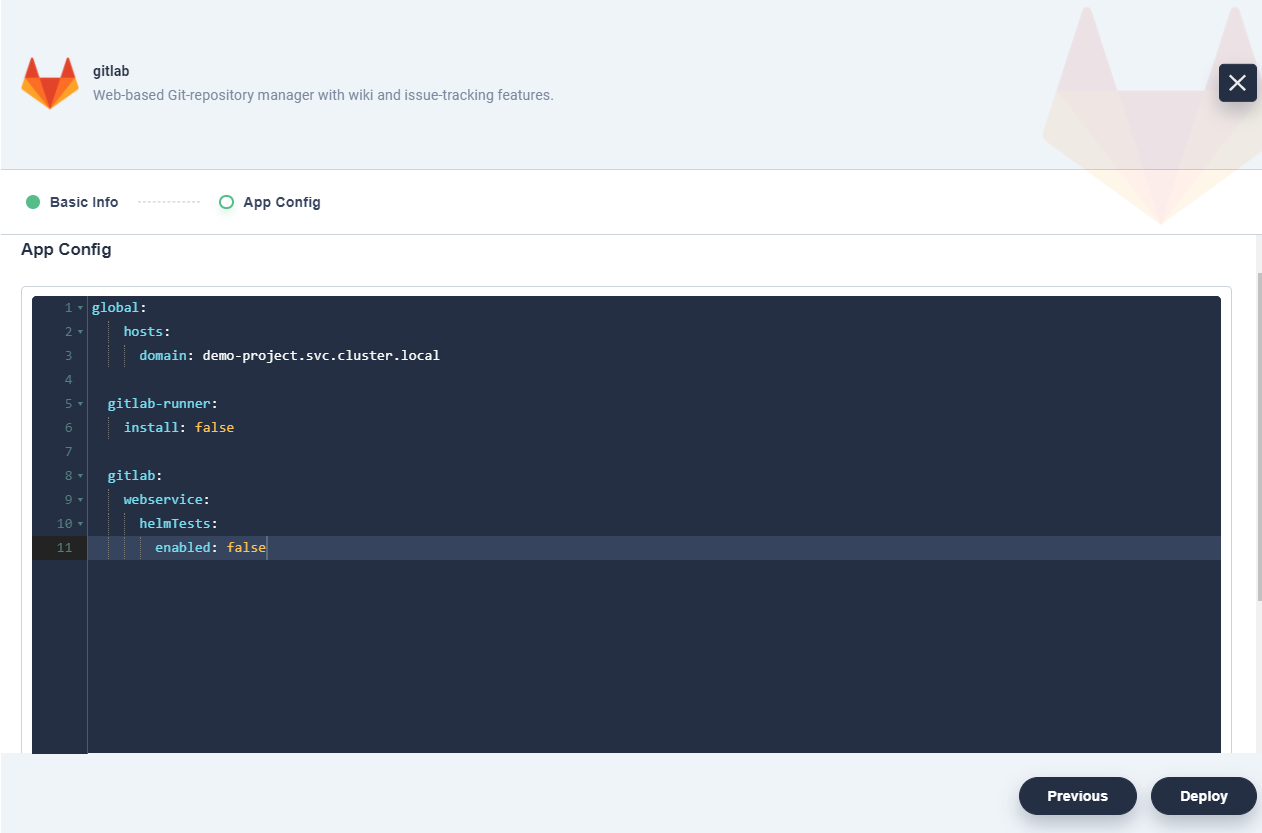 gitlab
Web-based Git-repository manager with wiki and issue-tracking features.
Basic Info
App Config
App Config
1 global:
2 hosts:
3 domain: demo-project.svc.cluster.local
4
5 gitlab-runner:
6 install: false
7
8 gitlab:
9 webservice:
10 helmTests:
11 enabled: false
Previous
Deploy